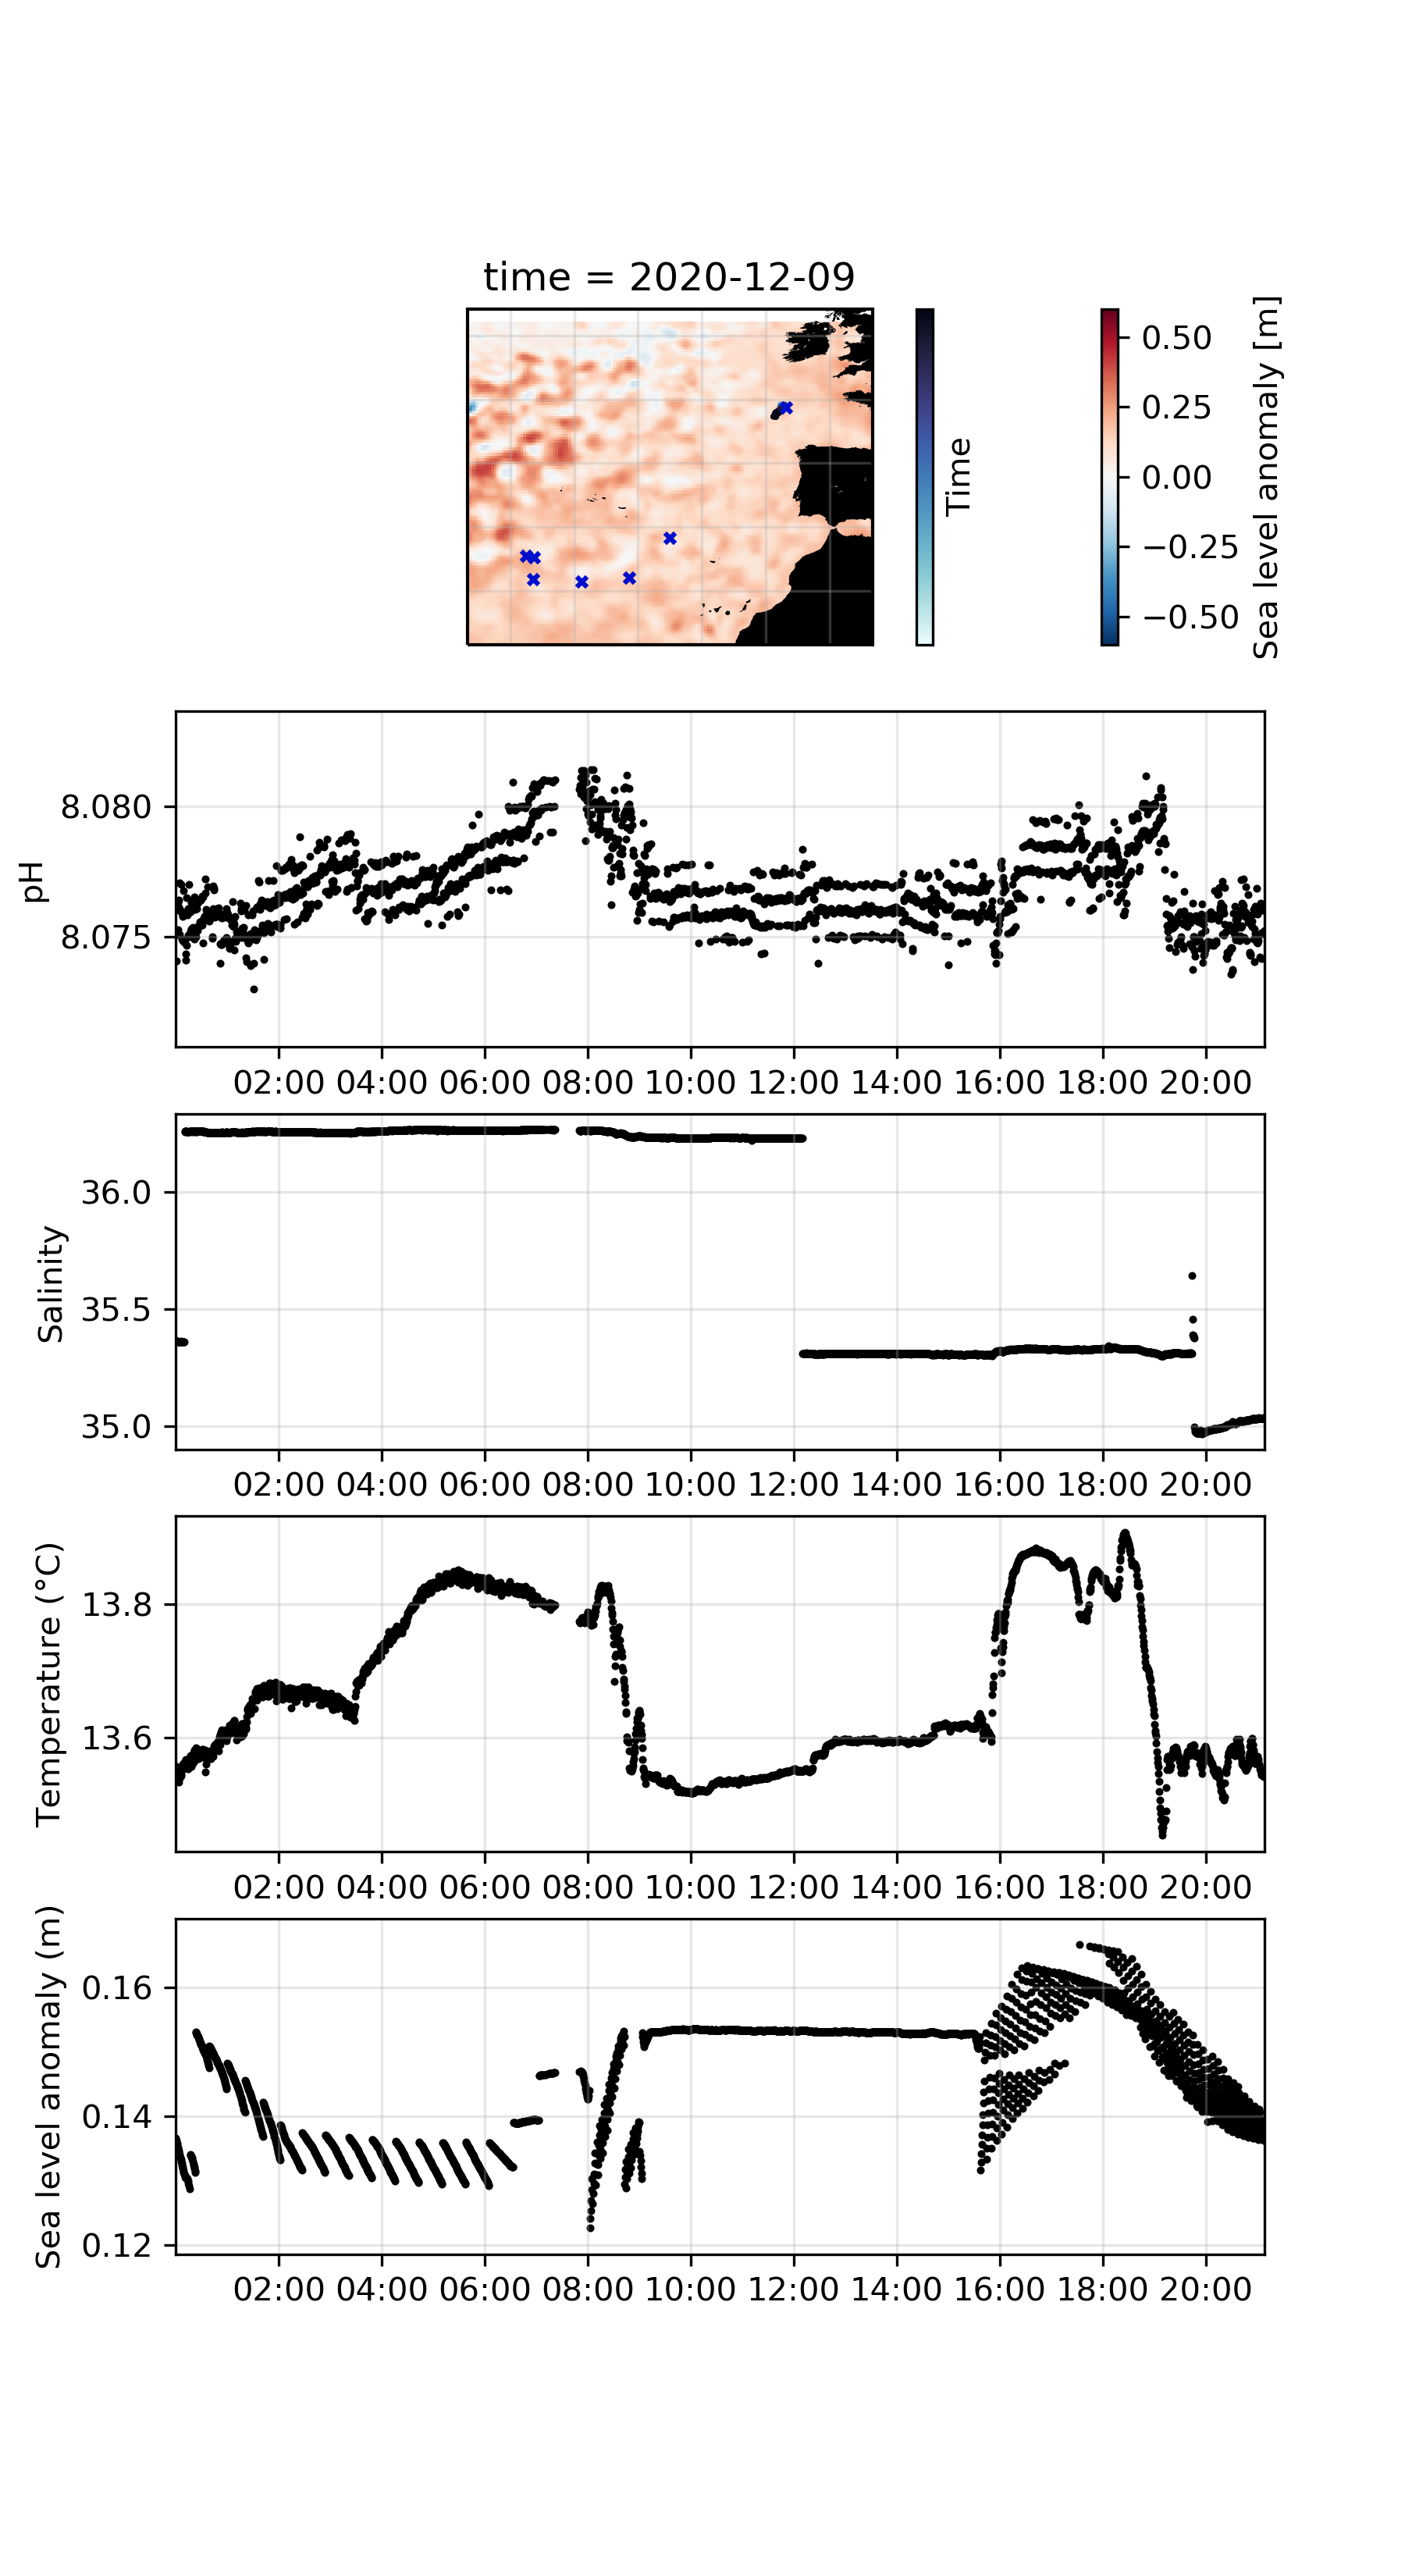 time = 2020-12-09
Time
0.50
0.25
0.00
−0.25
−0.50
Sea level anomaly [m]
8.080
8.075
pH
02:00 04:00 06:00 08:00 10:00 12:00 14:00 16:00 18:00 20:00
36.0
35.5
35.0
Salinity
02:00 04:00 06:00 08:00 10:00 12:00 14:00 16:00 18:00 20:00
13.8
13.6
Temperature (°C)
02:00 04:00 06:00 08:00 10:00 12:00 14:00 16:00 18:00 20:00
0.16
0.14
0.12
Sea level anomaly (m)
02:00 04:00 06:00 08:00 10:00 12:00 14:00 16:00 18:00 20:00